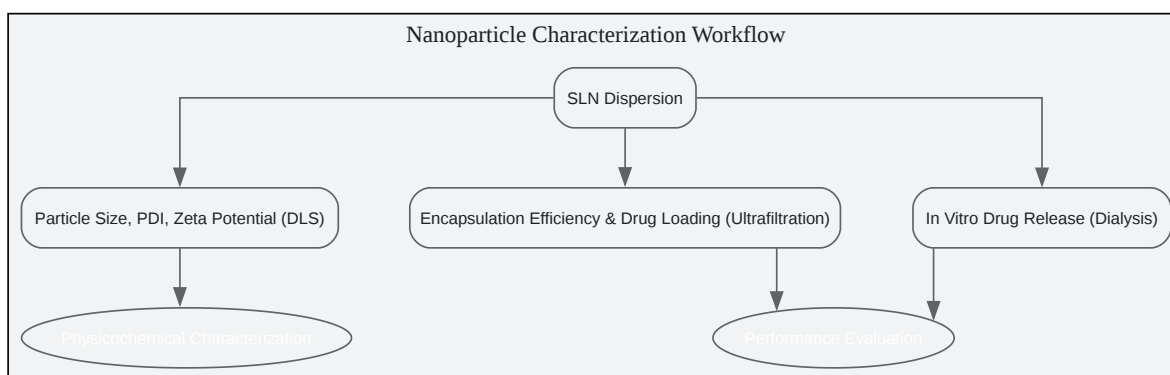 Nanoparticle Characterization Workflow
SLN Dispersion
Particle Size, PDI, Zeta Potential (DLS)
Encapsulation Efficiency & Drug Loading (Ultrafiltration)
In Vitro Drug Release (Dialysis)
Physicochemical Characterization
Performance Evaluation